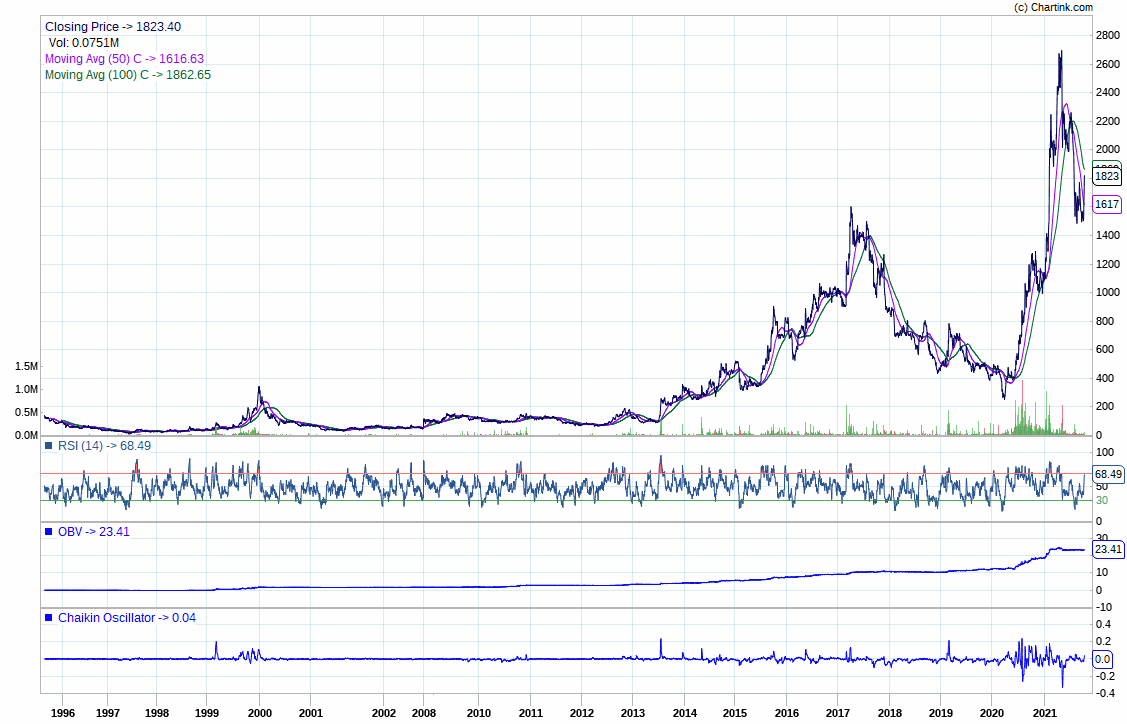 (c) Chartink.com
Closing Price -> 1823.40
Vol: 0.0751M
Moving Avg (50) C -> 1616.63
Moving Avg (100) C -> 1862.65
2800
2600
2400
2200
2000
1823
1617
1400
1200
1000
800
600
400
200
0
1.5M
1.0M
0.5M
0.0M
RSI (14) -> 68.49
100
68.49
50
30
0
OBV -> 23.41
30
23.41
10
0
-10
Chaikin Oscillator -> 0.04
0.4
0.2
0.0
-0.2
-0.4
1996 1997 1998 1999 2000 2001 2002 2008 2010 2011 2012 2013 2014 2015 2016 2017 2018 2019 2020 2021